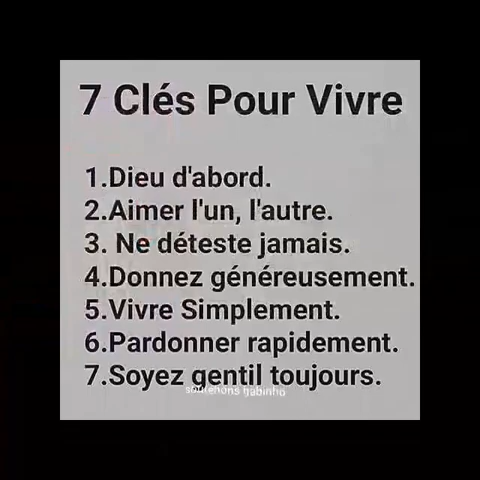 7 Clés Pour Vivre
1.Dieu d'abord.
2.Aimer l'un, l'autre.
3. Ne déteste jamais.
4.Donnez généreusement.
5.Vivre Simplement.
6.Pardonner rapidement.
7.Soyez gentil toujours.